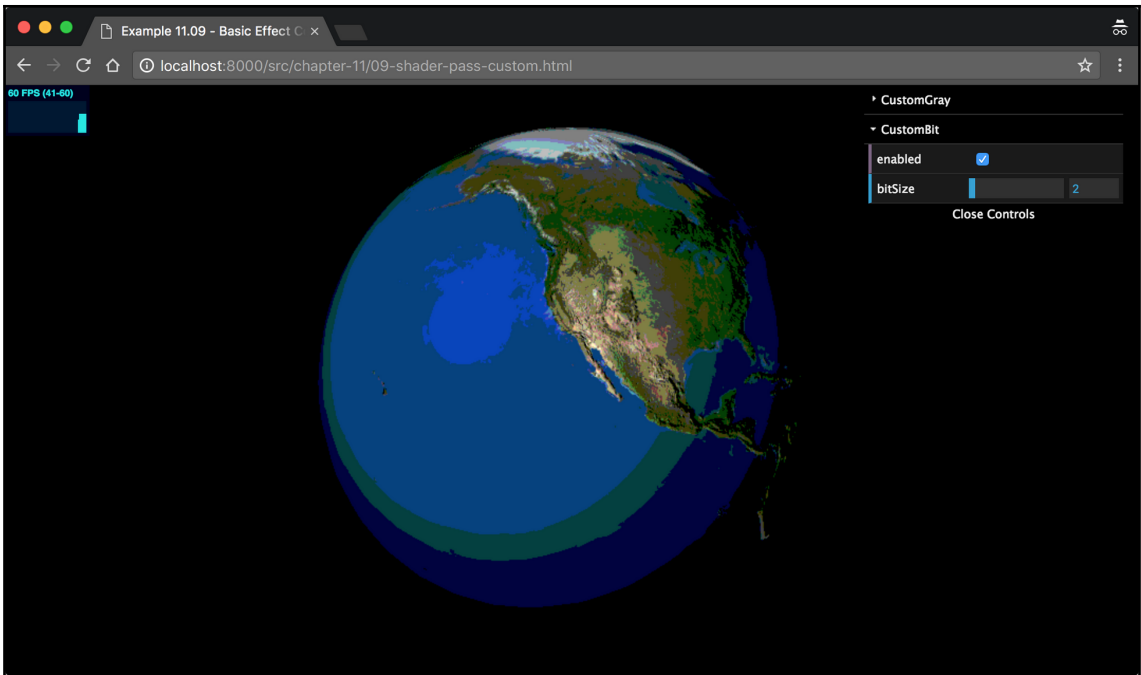 Example 11.09 - Basic Effect C
localhost:8000/src/chapter-11/09-shader-pass-custom.html
60 FPS (41-60)
CustomGray
CustomBit
enabled
bitSize 2
Close Controls